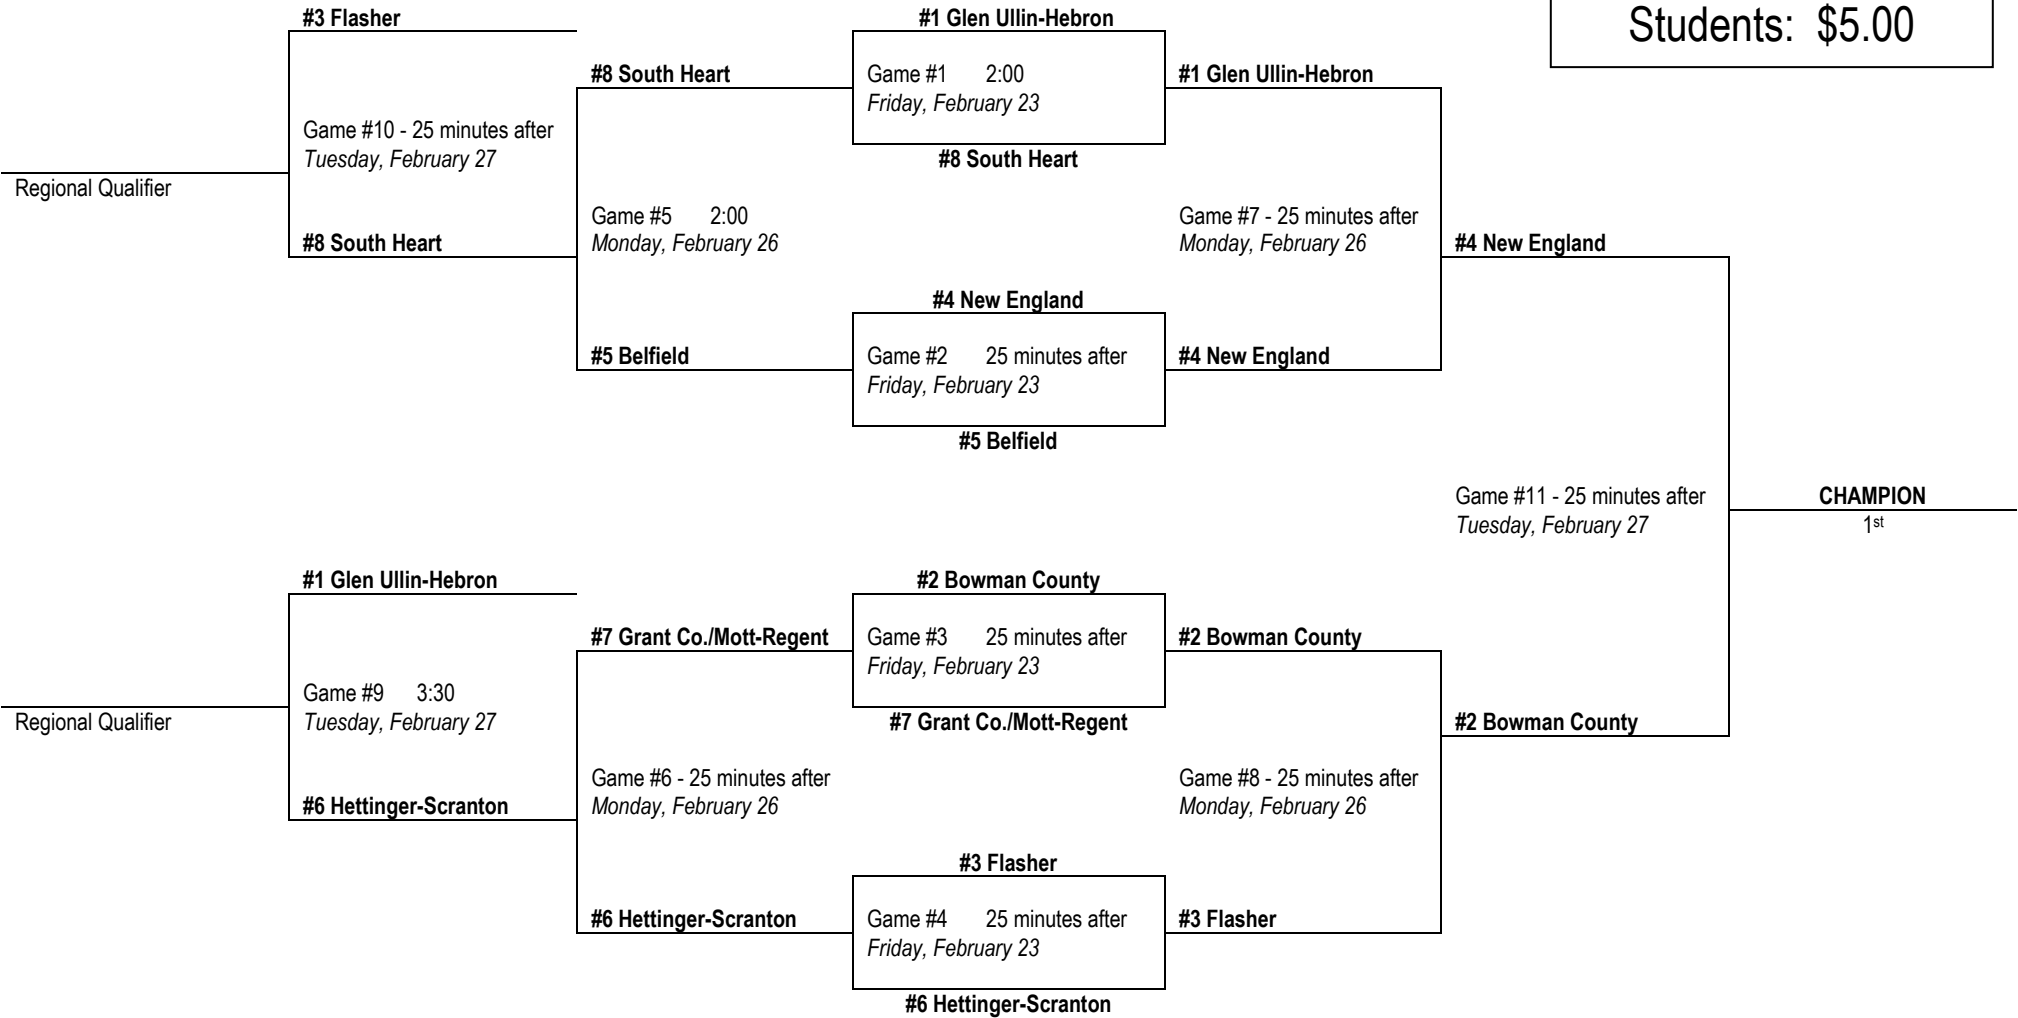 #3 Flasher
#1 Glen Ullin-Hebron
Students:  $5.00
#8 South Heart
Game #1 2:00
Friday, February 23
#1 Glen Ullin-Hebron
Game #10 - 25 minutes after
Tuesday, February 27
#8 South Heart
Regional Qualifier
Game #5 2:00
Monday, February 26
Game #7 - 25 minutes after
Monday, February 26
#8 South Heart
#4 New England
#4 New England
#5 Belfield
Game #2 25 minutes after
Friday, February 23
#4 New England
#5 Belfield
Game #11 - 25 minutes after
Tuesday, February 27
CHAMPION
1st
#1 Glen Ullin-Hebron
#2 Bowman County
#7 Grant Co./Mott-Regent
Game #3 25 minutes after
Friday, February 23
#2 Bowman County
Game #9 3:30
Tuesday, February 27
Regional Qualifier
#7 Grant Co./Mott-Regent
#2 Bowman County
Game #6 - 25 minutes after
Monday, February 26
Game #8 - 25 minutes after
Monday, February 26
#6 Hettinger-Scranton
#3 Flasher
#6 Hettinger-Scranton
Game #4 25 minutes after
Friday, February 23
#3 Flasher
#6 Hettinger-Scranton